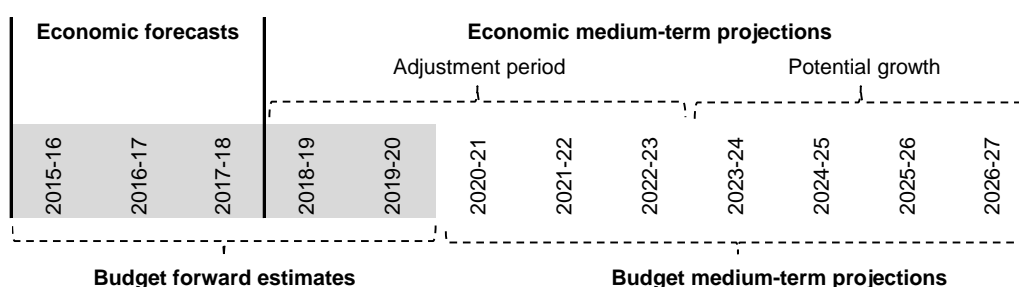 Economic forecasts
Economic medium-term projections
Adjustment period
Potential growth
2015-16
2016-17
2017-18
2018-19
2019-20
2020-21
2021-22
2022-23
2023-24
2024-25
2025-26
2026-27
Budget forward estimates
Budget medium-term projections